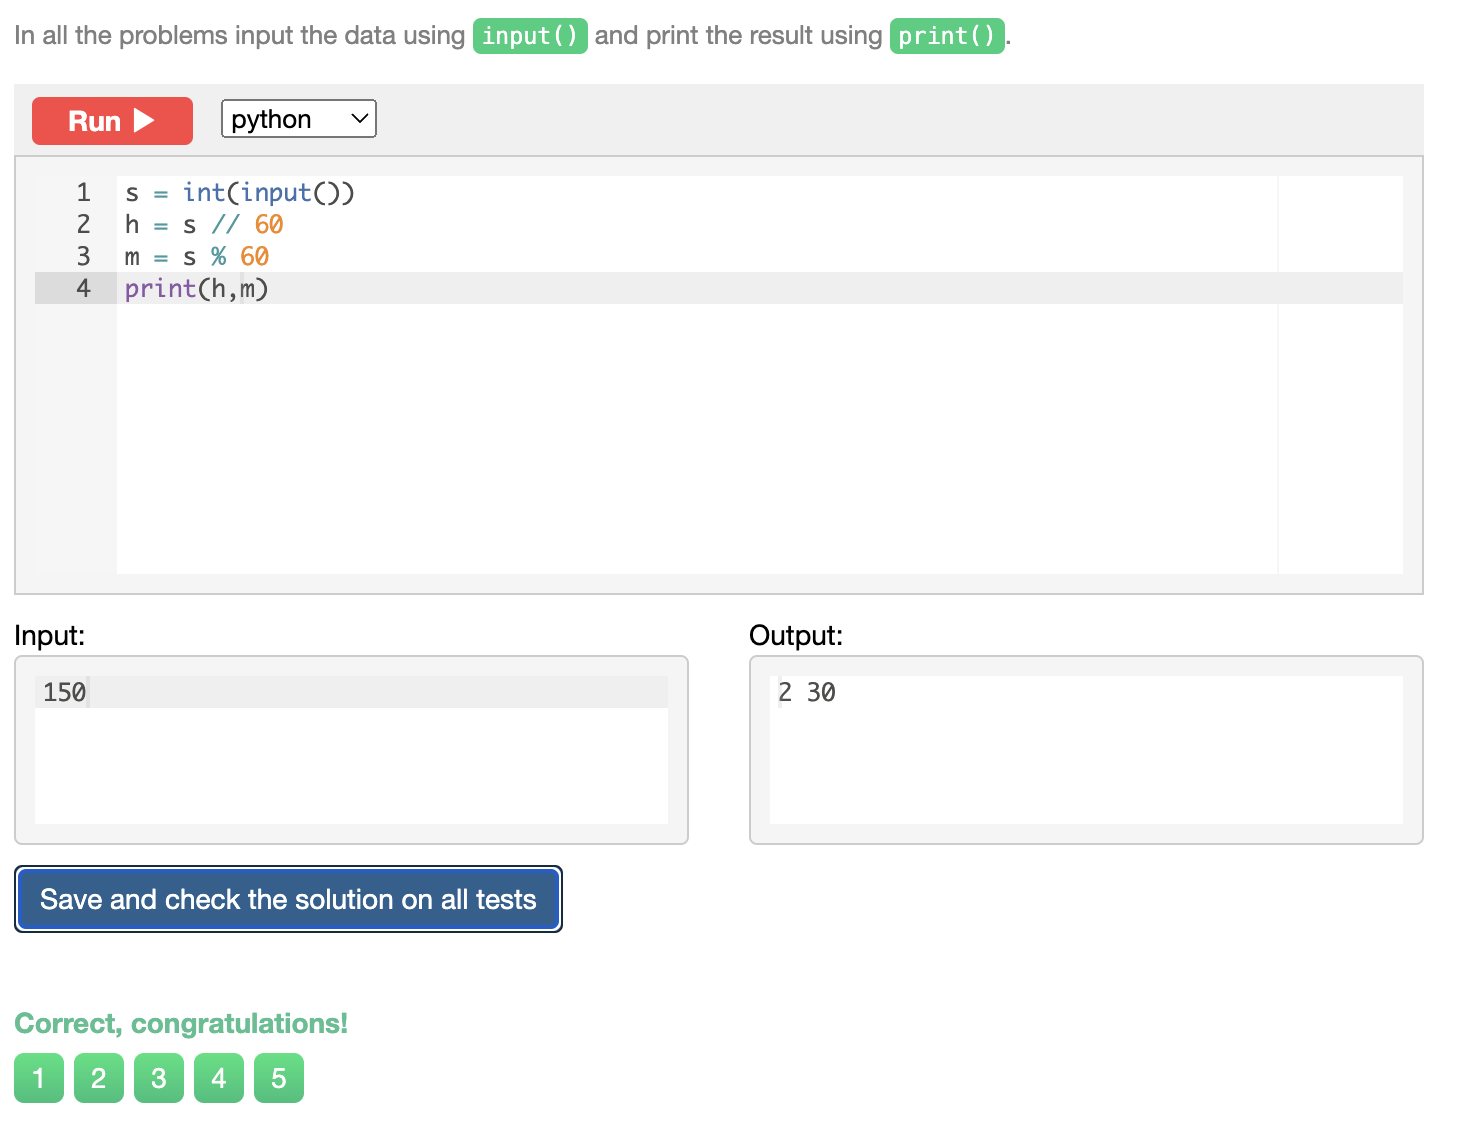 In all the problems input the data using input() and print the result using print().
Run
python
1 s = int(input())
2 h = s // 60
3 m = s % 60
4 print(h,m)
Input:
Output:
150
2 30
Save and check the solution on all tests
Correct, congratulations!
1 2 3 4 5